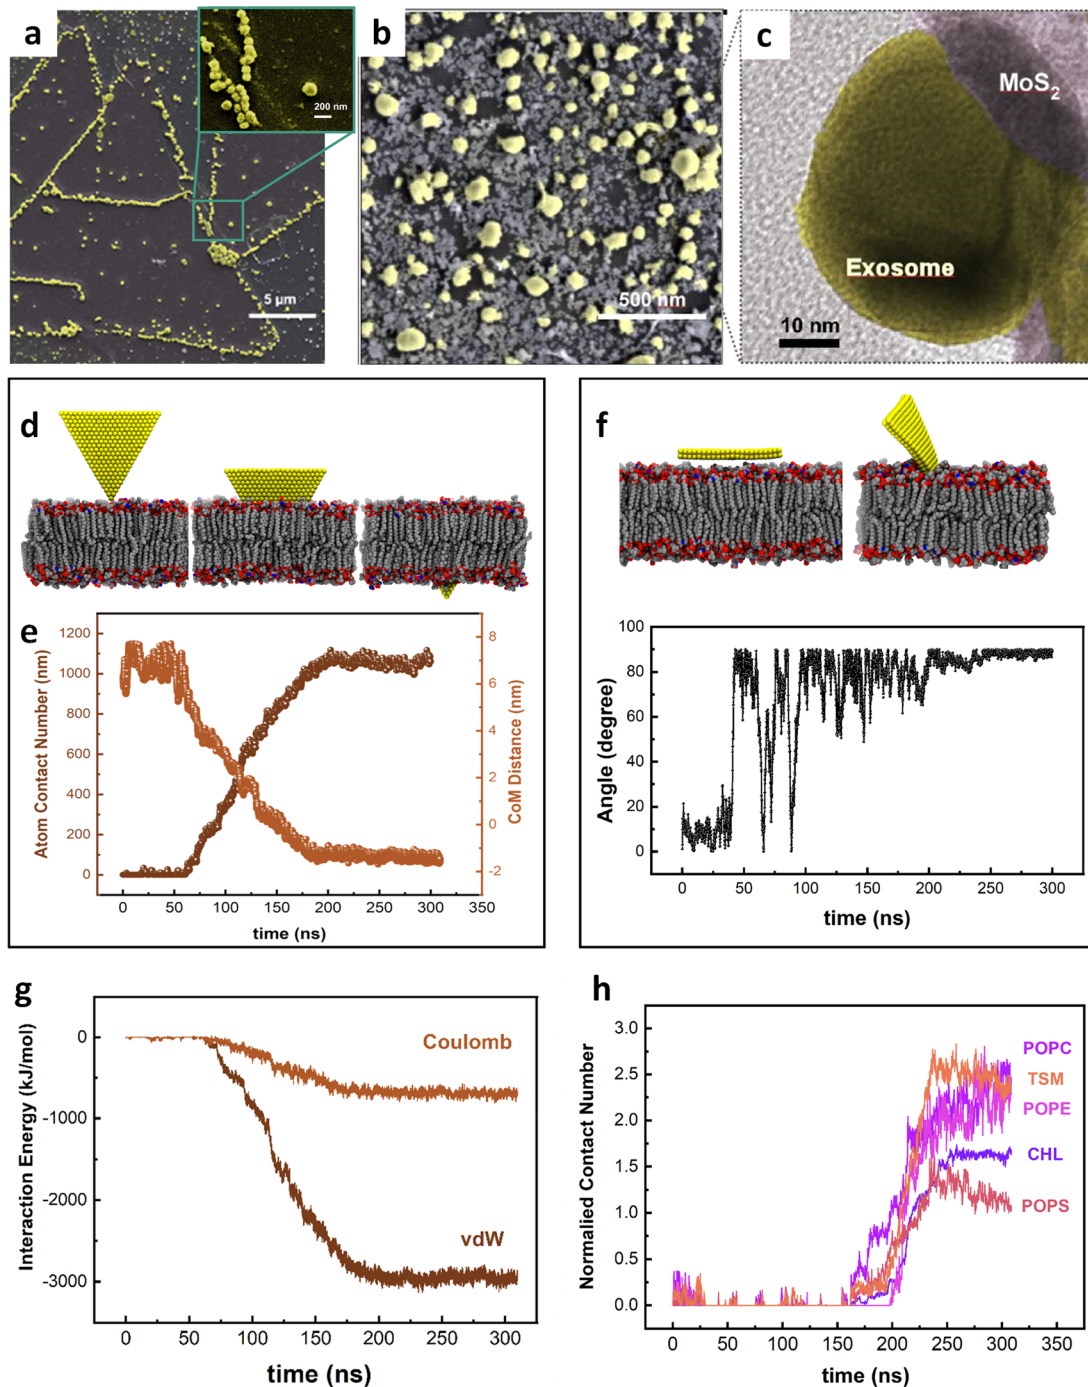 a
200 nm
5 µm
b
500 nm
c
MoS2
Exosome
10 nm
d
e
Atom Contact Number (nm)
1200
1000
800
600
400
200
0
8
6
4
2
0
-2
CoM Distance (nm)
0 50 100 150 200 250 300 350
time (ns)
f
Angle (degree)
100
80
60
40
20
0
0 50 100 150 200 250 300
time (ns)
g
Interaction Energy (kJ/mol)
0
-1000
-2000
-3000
Coulomb
vdW
0 50 100 150 200 250 300
time (ns)
h
Normalied Contact Number
3.0
2.5
2.0
1.5
1.0
0.5
0.0
POPC
TSM
POPE
CHL
POPS
0 50 100 150 200 250 300 350
time (ns)